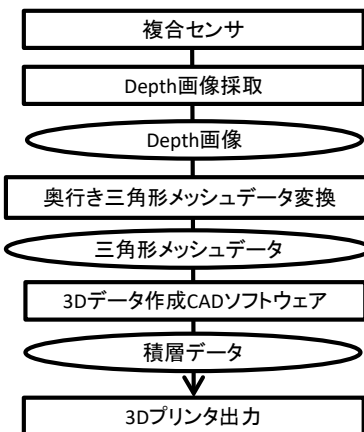 複合センサ
Depth画像採取
Depth画像
奥行き三角形メッシュデータ変換
三角形メッシュデータ
3Dデータ作成CADソフトウェア
積層データ
3Dプリンタ出力